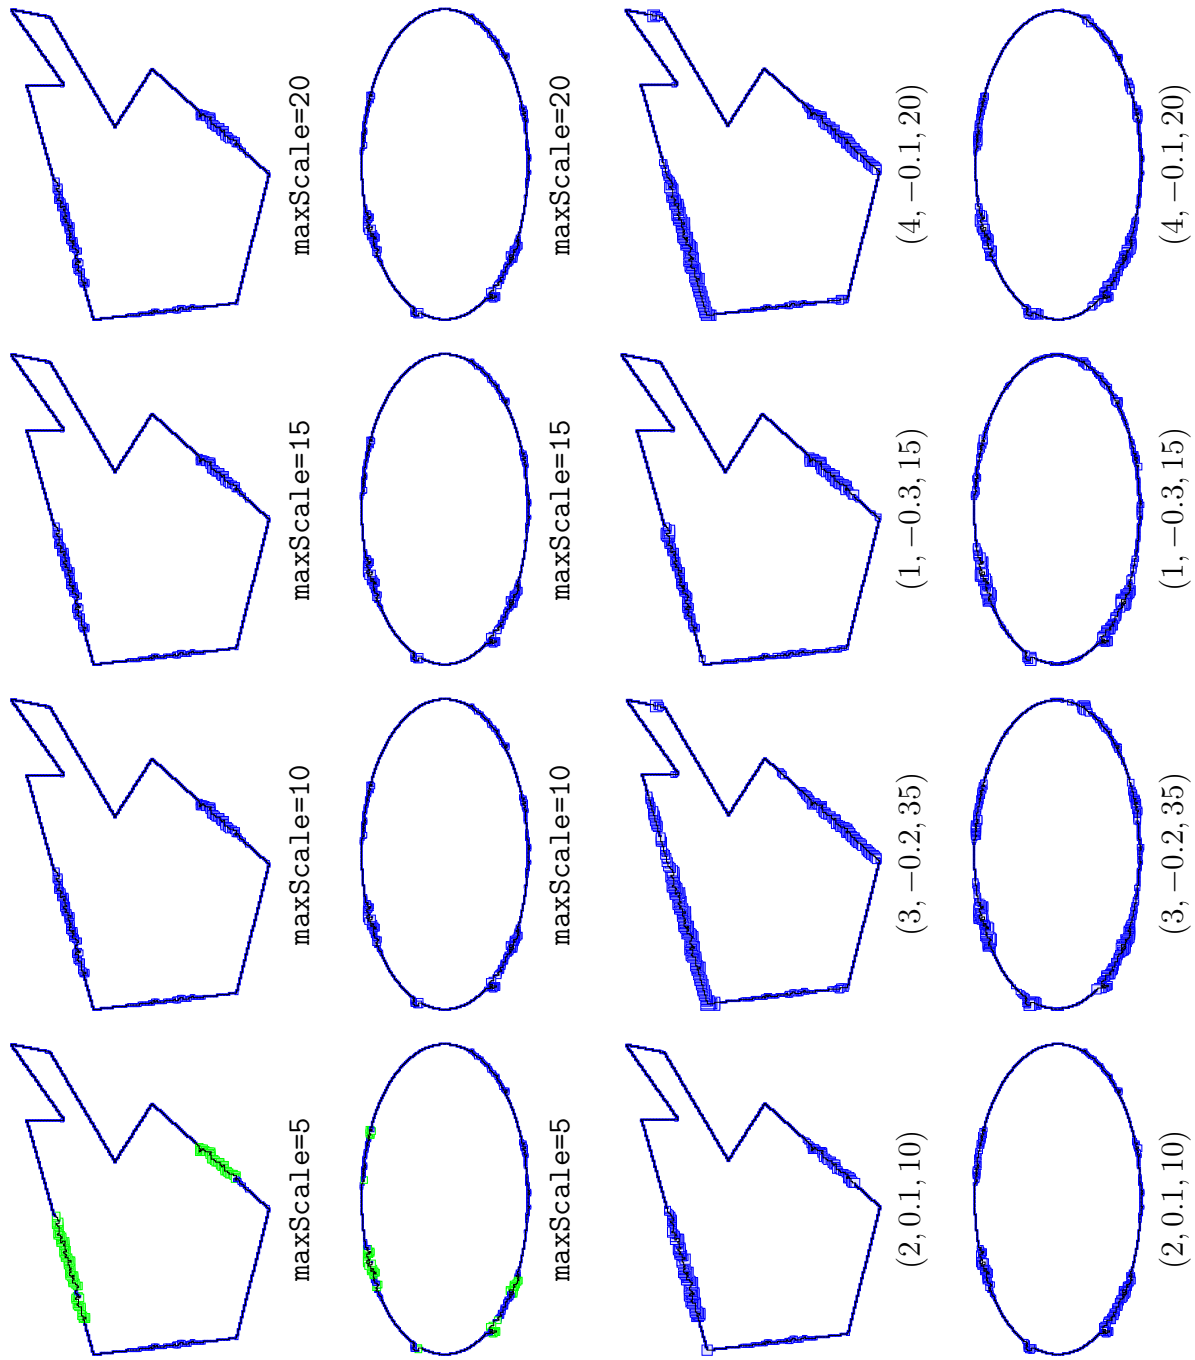 maxScale=5
maxScale=10
maxScale=15
maxScale=20
maxScale=5
maxScale=10
maxScale=15
maxScale=20
(2, 0.1, 10)
(3, −0.2, 35)
(1, −0.3, 15)
(4, −0.1, 20)
(2, 0.1, 10)
(3, −0.2, 35)
(1, −0.3, 15)
(4, −0.1, 20)